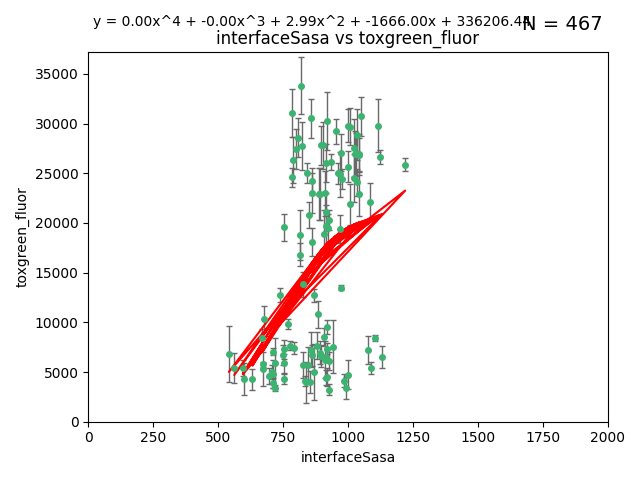 y = 0.00x^4 + -0.00x^3 + 2.99x^2 + -1666.00x + 336206.44
N = 467
interfaceSasa vs toxgreen_fluor
35000
30000
25000
20000
15000
10000
5000
0
toxgreen_fluor
0 250 500 750 1000 1250 1500 1750 2000
interfaceSasa